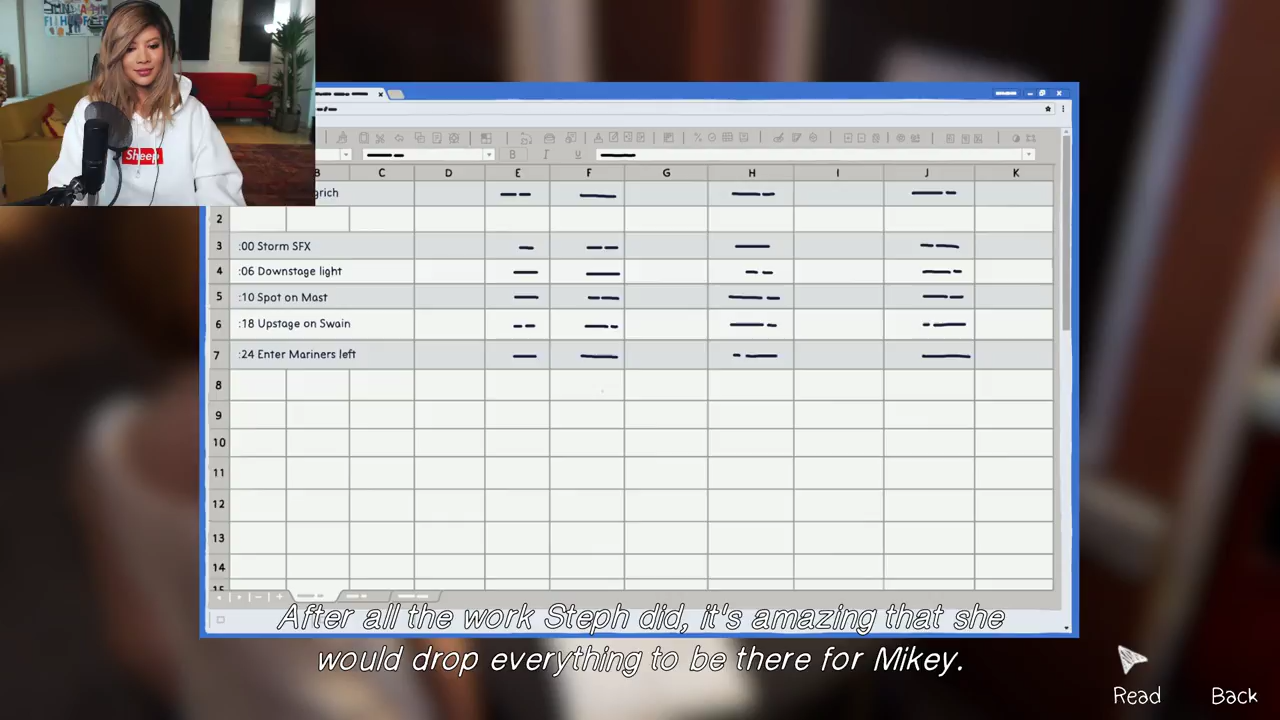 Sheep
B C D E F G H I J K
grich
2
3 :00 Storm SFX
4 :06 Downstage light
5 :10 Spot on Mast
6 :18 Upstage on Swain
7 :24 Enter Mariners left
8
9
10
11
12
13
14
15
After all the work Steph did, it's amazing that she
would drop everything to be there for Mikey.
Read Back